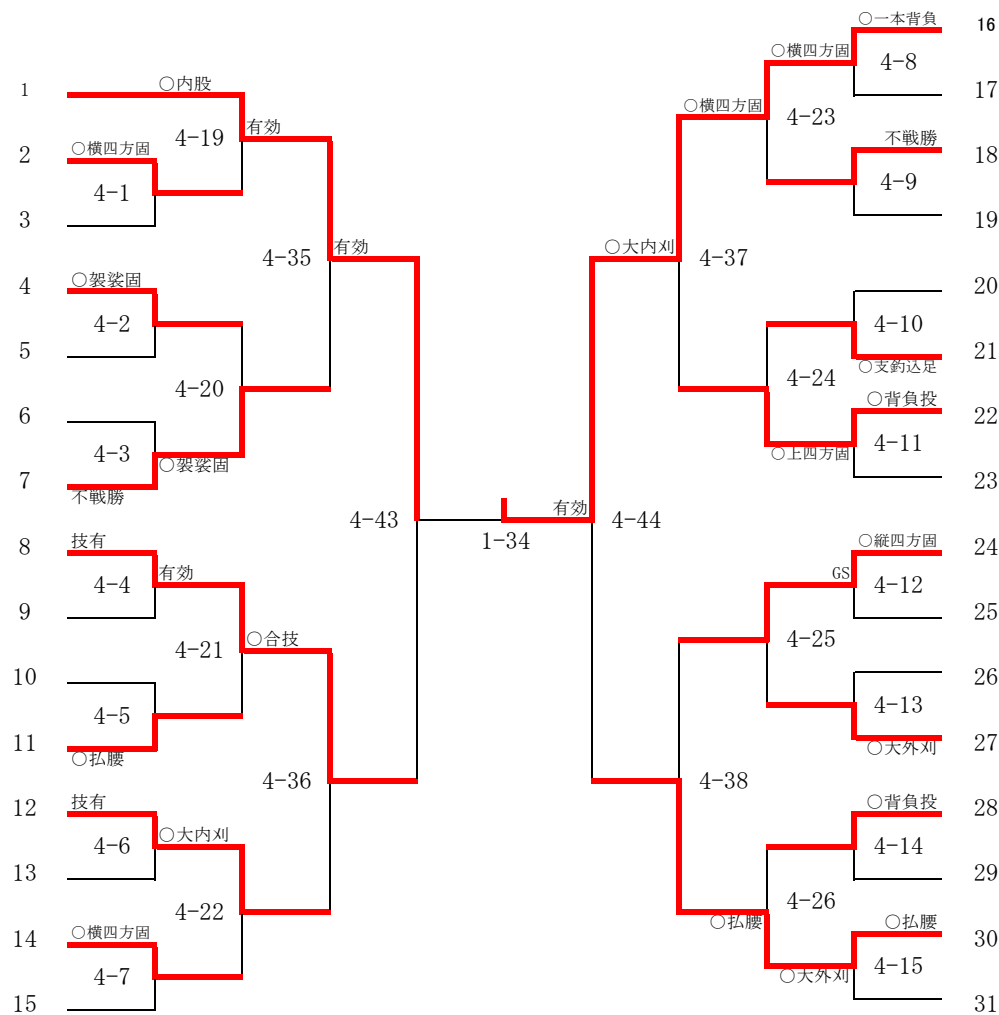 ○一本背負
16
○横四方固
4-8
1
○内股
17
○横四方固
4-23
4-19
有効
不戦勝
2
○横四方固
18
4-1
4-9
3
19
4-35
有効
○大内刈
4-37
4
○袈裟固
20
4-2
4-10
5
21
4-20
○支釣込足
4-24
6
○背負投
22
4-3
○袈裟固
○上四方固
4-11
7
23
不戦勝
4-43
有効
4-44
1-34
8
技有
○縦四方固
24
4-4
有効
GS
4-12
9
25
4-21
○合技
4-25
10
26
4-5
4-13
11
27
○払腰
○大外刈
4-36
4-38
12
技有
○背負投
28
4-6
○大内刈
4-14
13
29
4-22
4-26
14
○横四方固
○払腰
○払腰
30
4-7
○大外刈
4-15
15
31